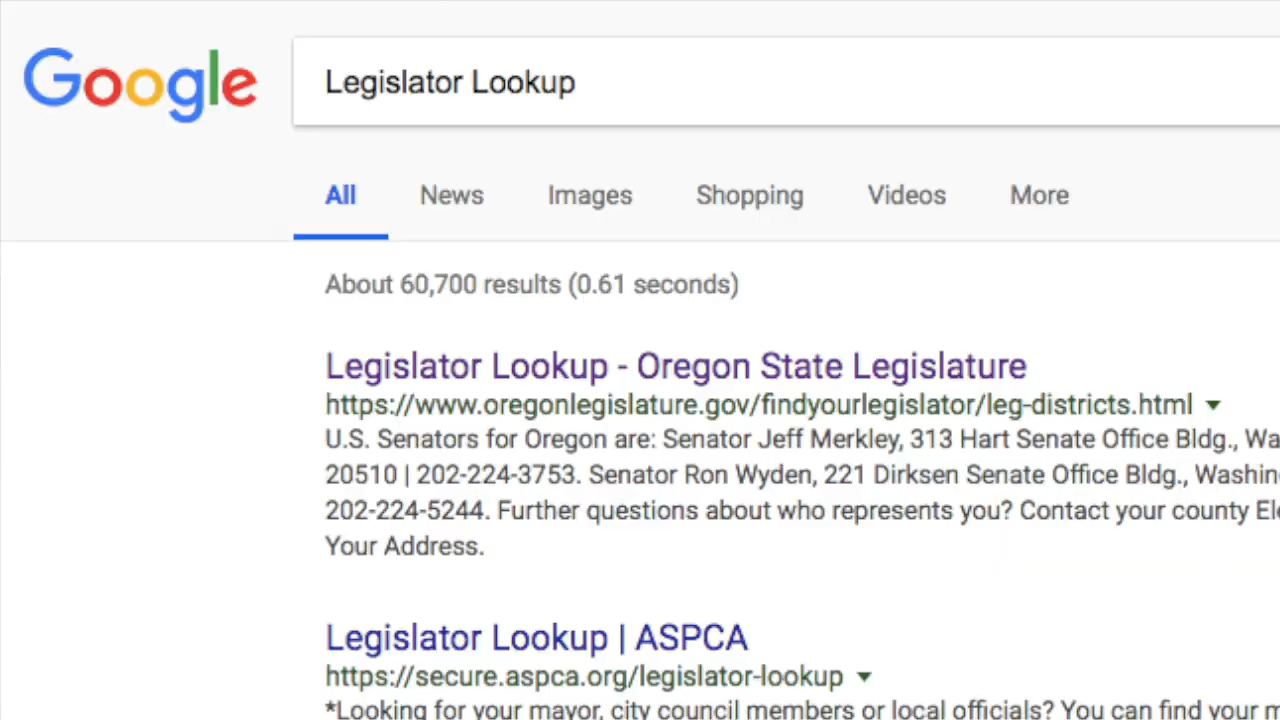 Google
Legislator Lookup
All News Images Shopping Videos More
About 60,700 results (0.61 seconds)
Legislator Lookup - Oregon State Legislature
https://www.oregonlegislature.gov/findyourlegislator/leg-districts.html
U.S. Senators for Oregon are: Senator Jeff Merkley, 313 Hart Senate Office Bldg.,
20510 | 202-224-3753. Senator Ron Wyden, 221 Dirksen Senate Office Bldg.,
202-224-5244. Further questions about who represents you? Contact your county
Your Address.
Legislator Lookup | ASPCA
https://secure.aspca.org/legislator-lookup
*Looking for your mayor, city council members or local officials? You can find your